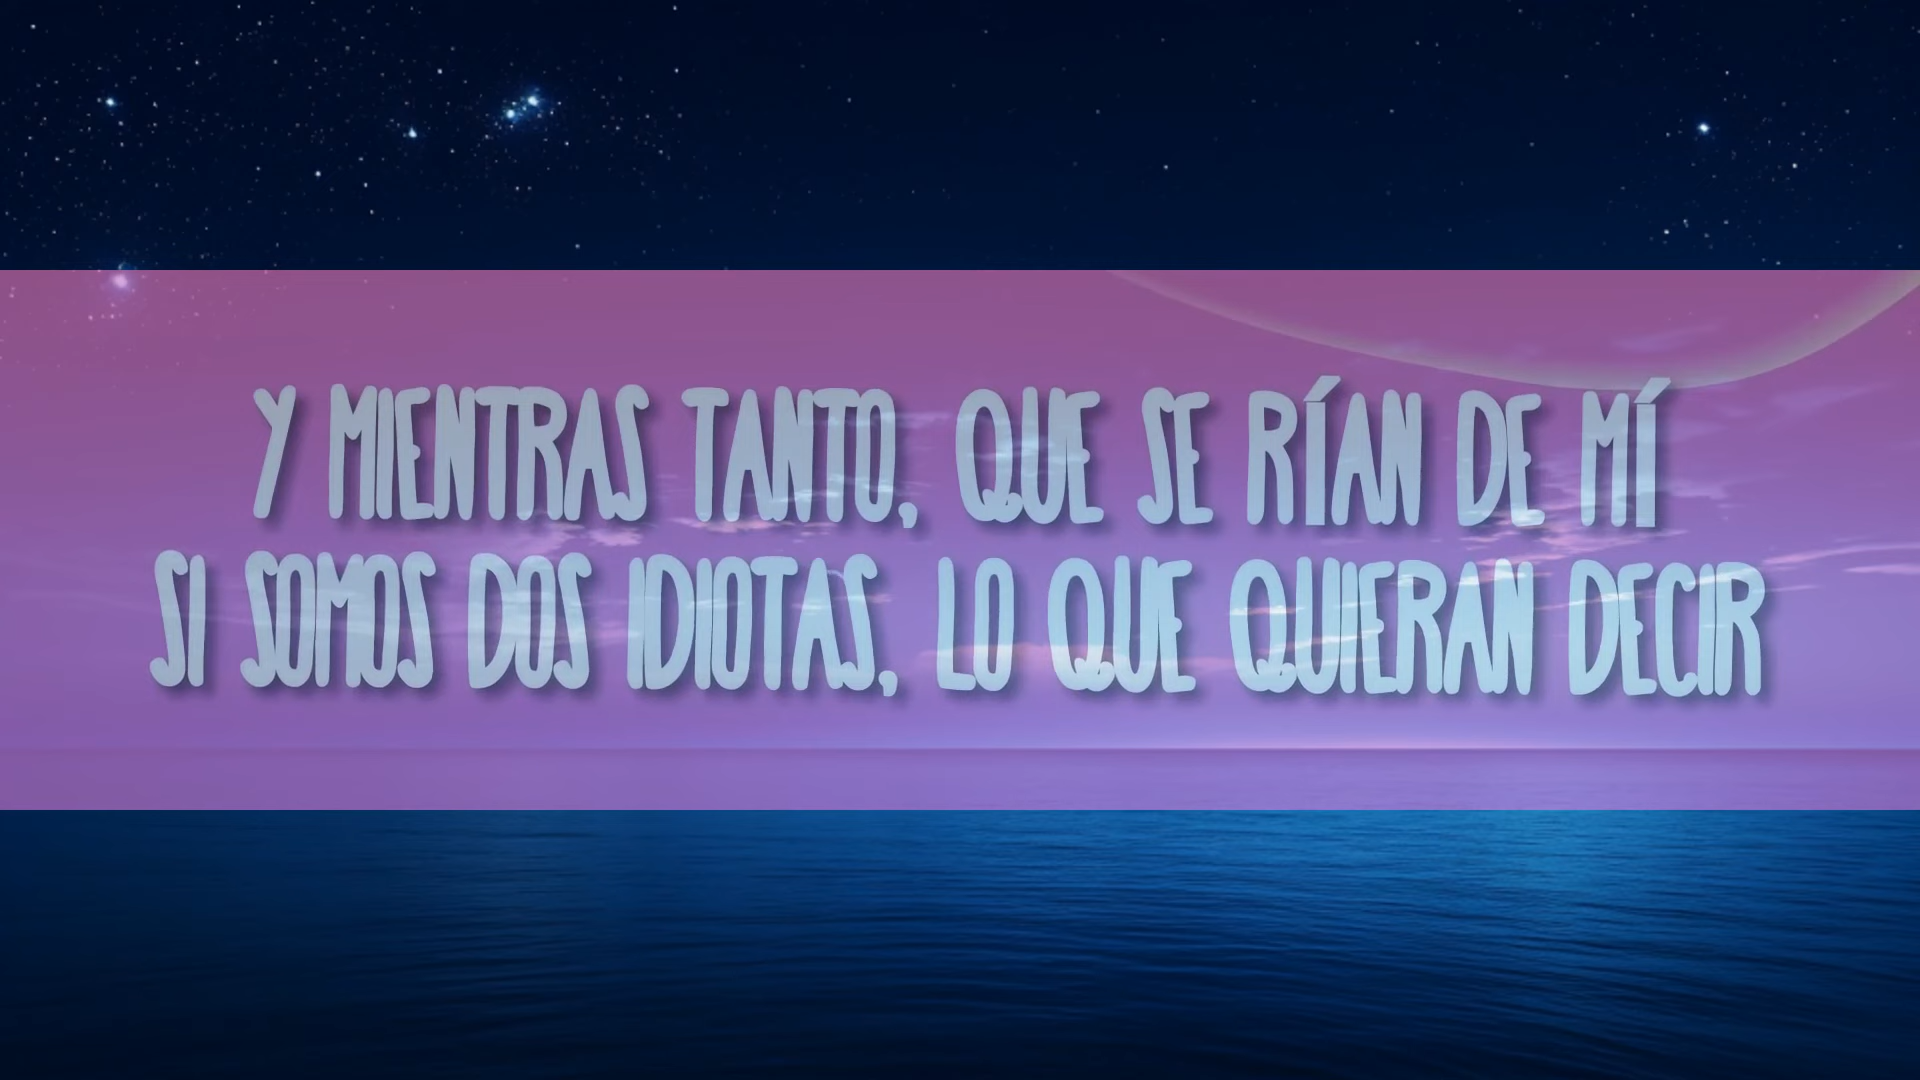 Y MIENTRAS TANTO, QUE SE RÍAN DE MÍ
SI SOMOS DOS IDIOTAS, LO QUE QUIERAN DECIR